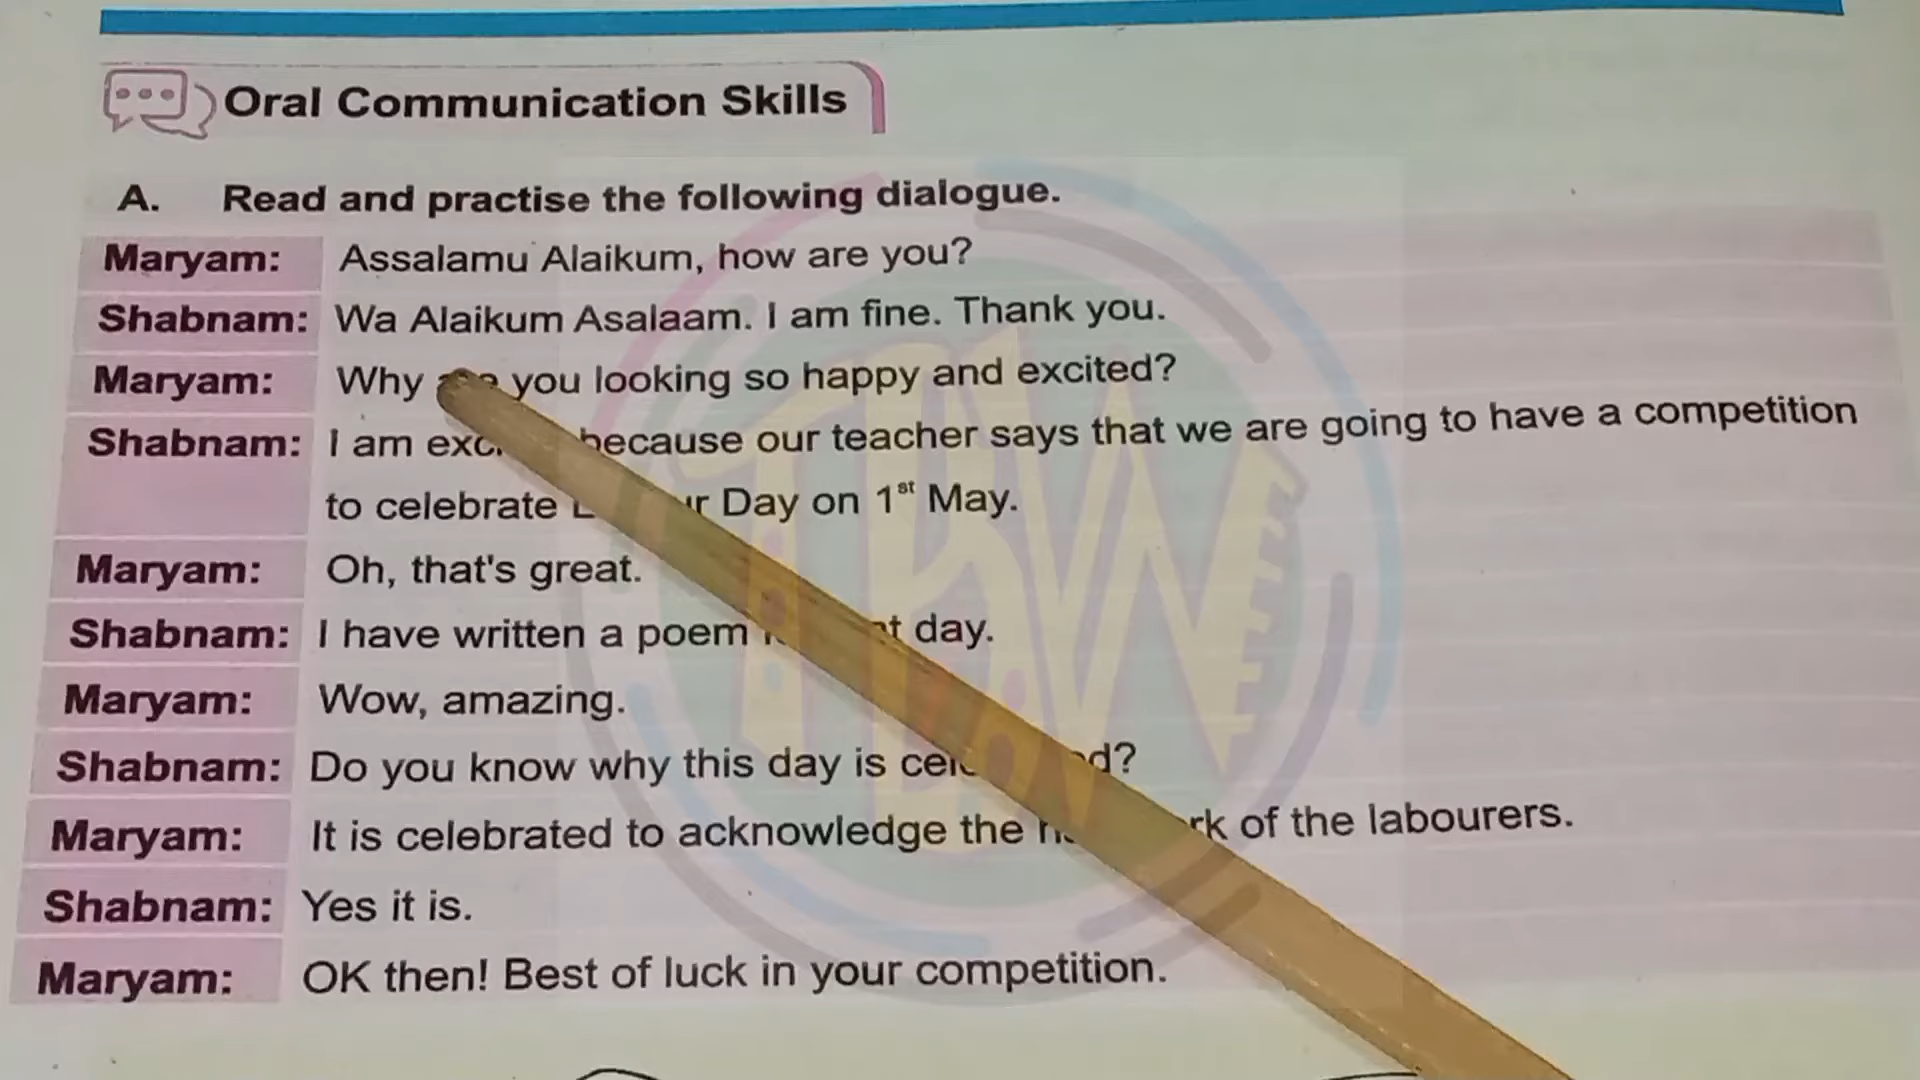 Oral Communication Skills
A. Read and practise the following dialogue.
Maryam: Assalamu Alaikum, how are you?
Shabnam: Wa Alaikum Asalaam. I am fine. Thank you.
Maryam: Why you looking so happy and excited?
Shabnam: I am because our teacher says that we are going to have a competition
to celebrate Day on 1st May.
Maryam: Oh, that's great.
Shabnam: I have written a poem day.
Maryam: Wow, amazing.
Shabnam: Do you know why this day is
Maryam: It is celebrated to acknowledge the of the labourers.
Shabnam: Yes it is.
Maryam: OK then! Best of luck in your competition.